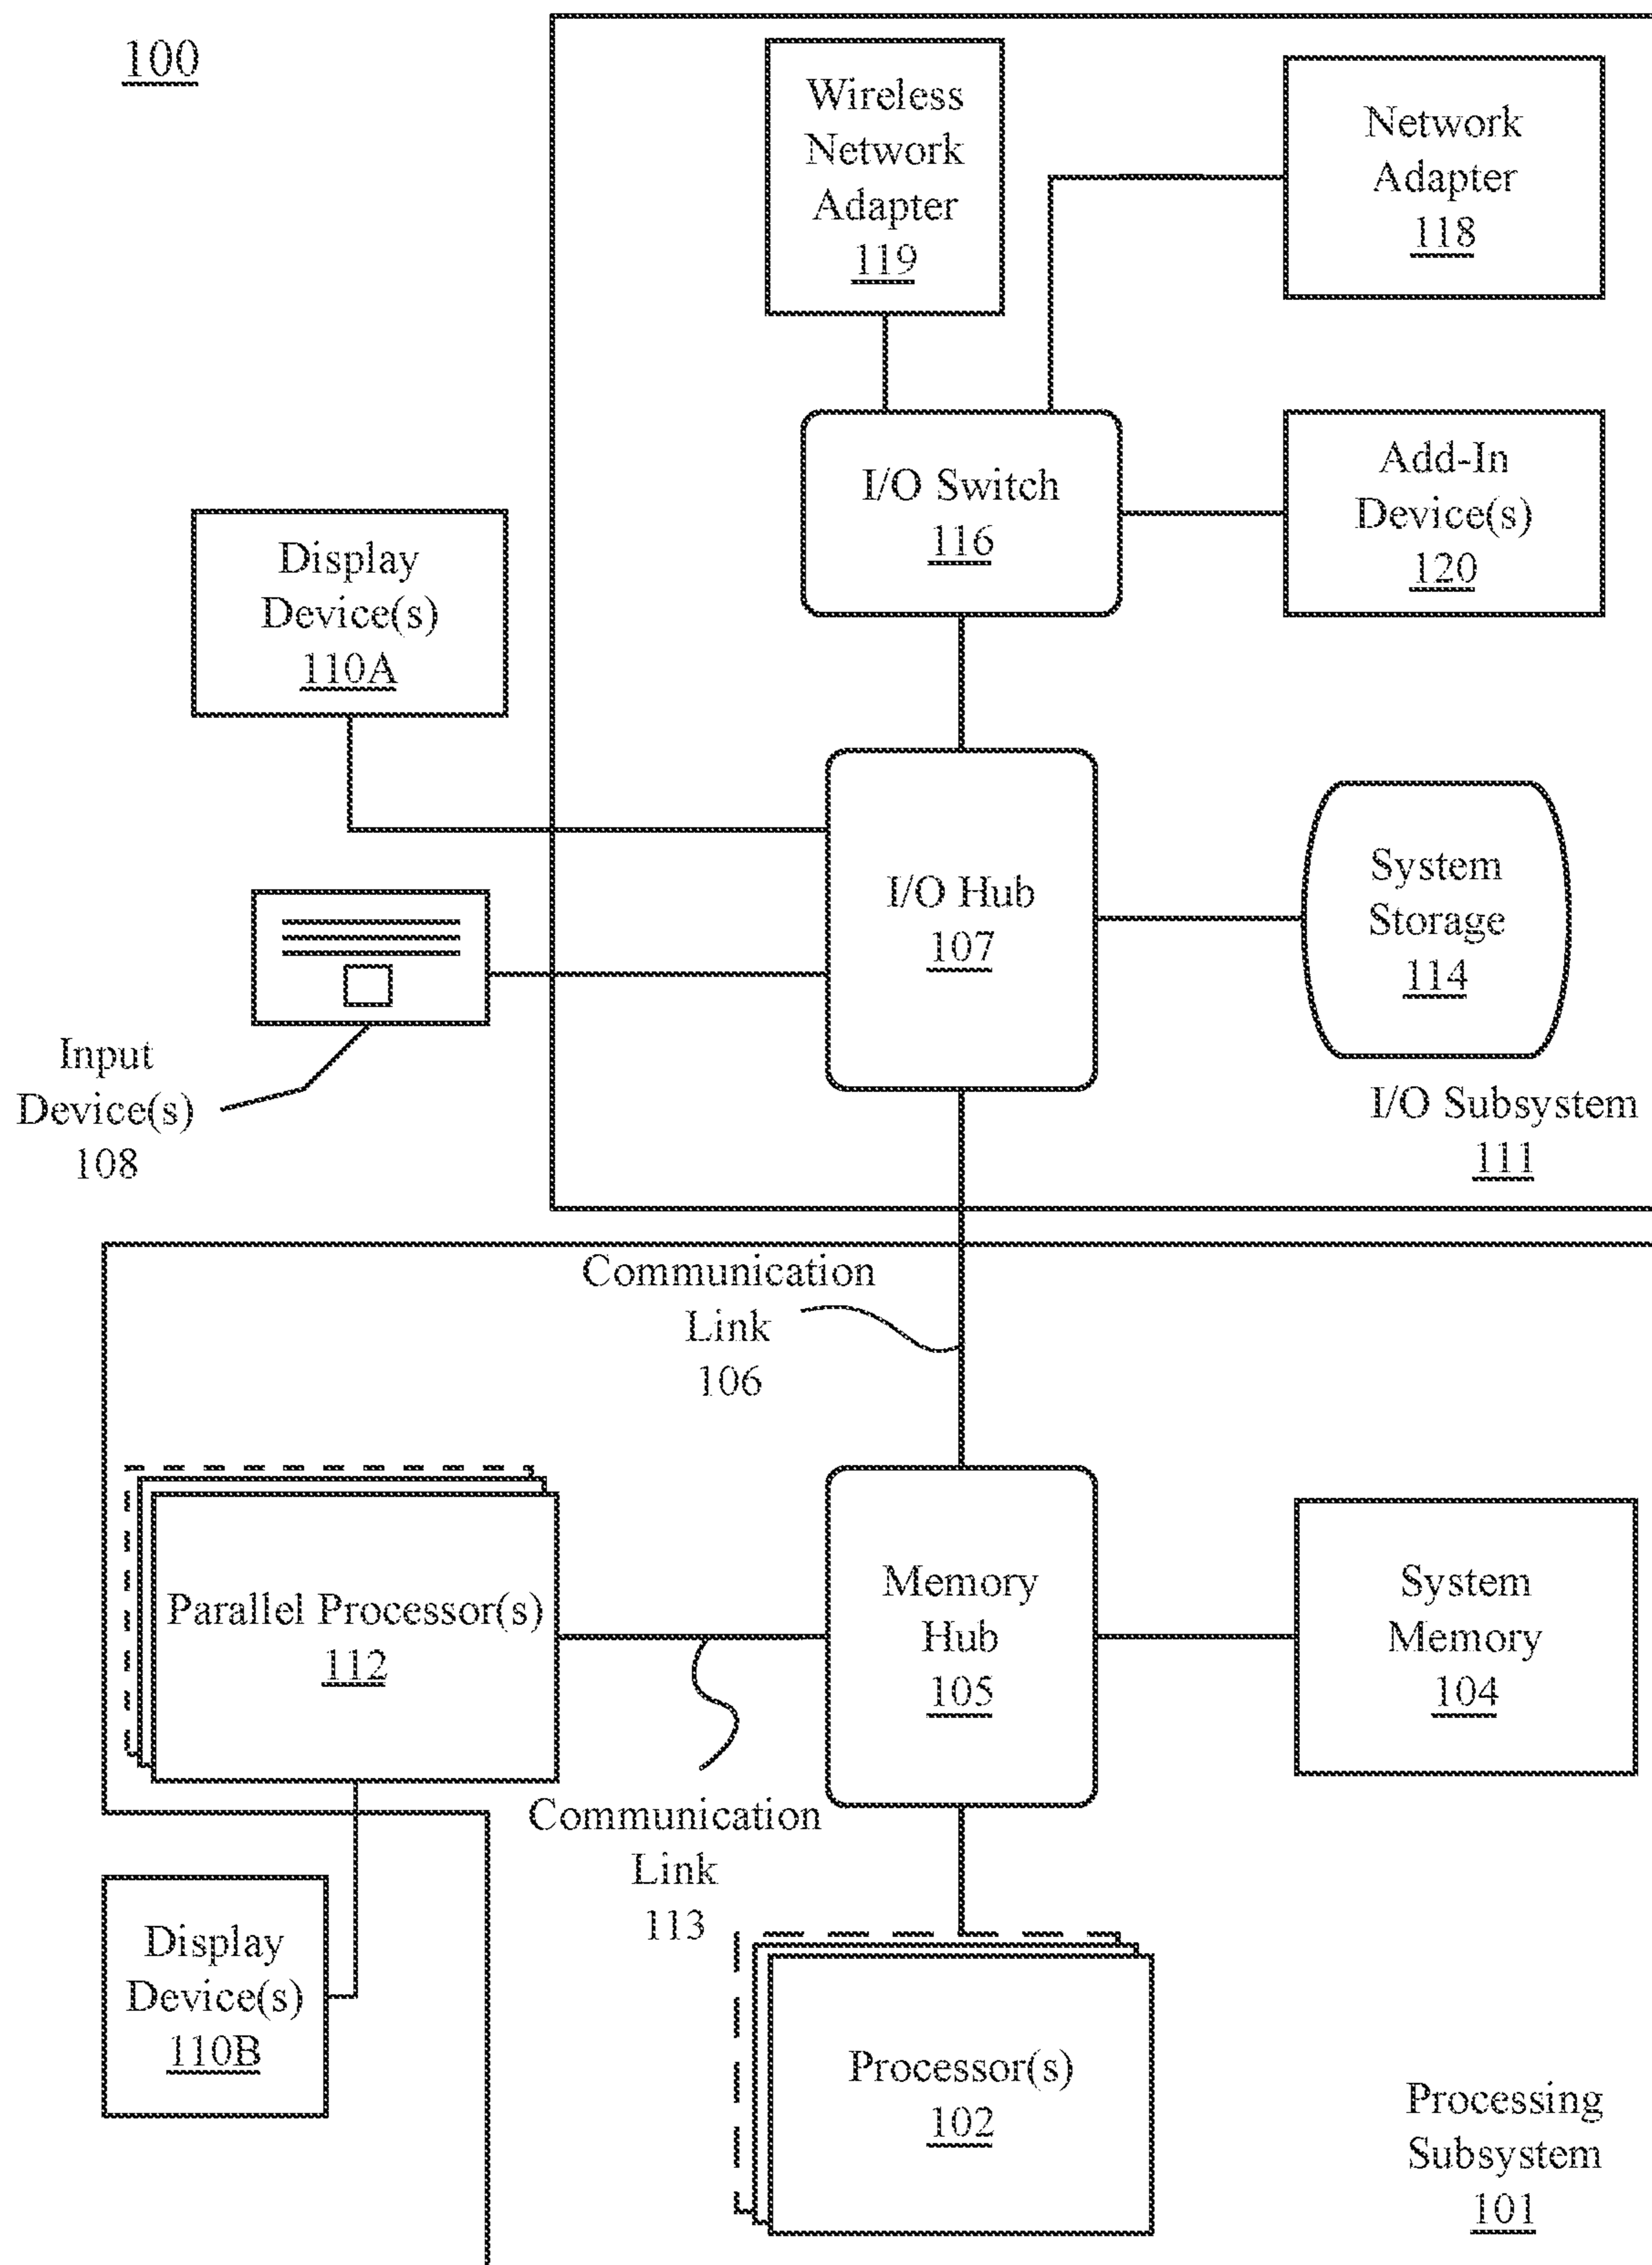 100
Wireless
Network
Adapter
119
Network
Adapter
118
I/O Switch
116
Add-In
Device(s)
120
Display
Device(s)
110A
I/O Hub
107
System
Storage
114
Input
Device(s)
108
I/O Subsystem
111
Communication
Link
106
Parallel Processor(s)
112
Memory
Hub
105
System
Memory
104
Communication
Link
113
Display
Device(s)
110B
Processor(s)
102
Processing
Subsystem
101